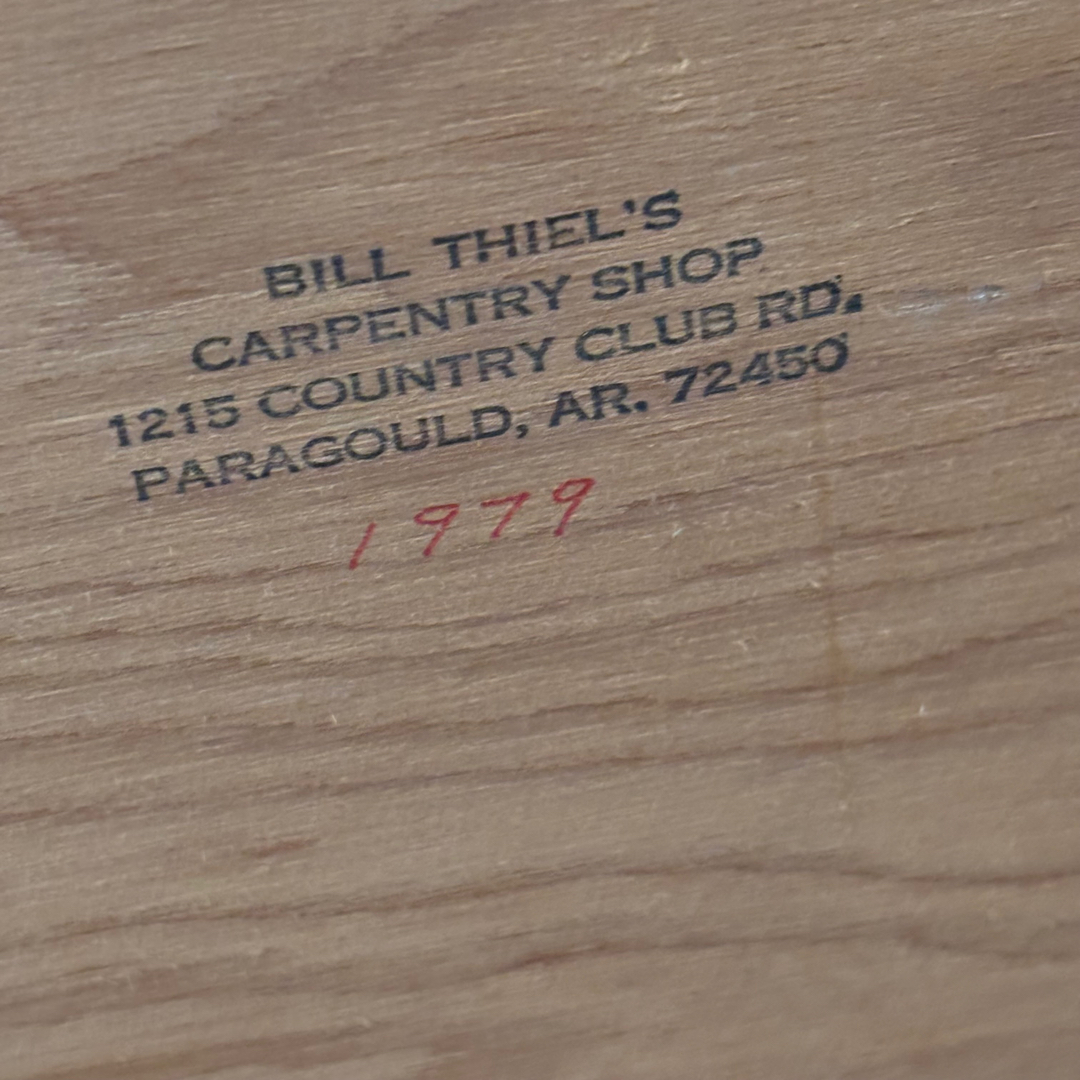 BILL THIEL'S
CARPENTRY SHOP
1215 COUNTRY CLUB RD.
PARAGOULD, AR. 72450
1979